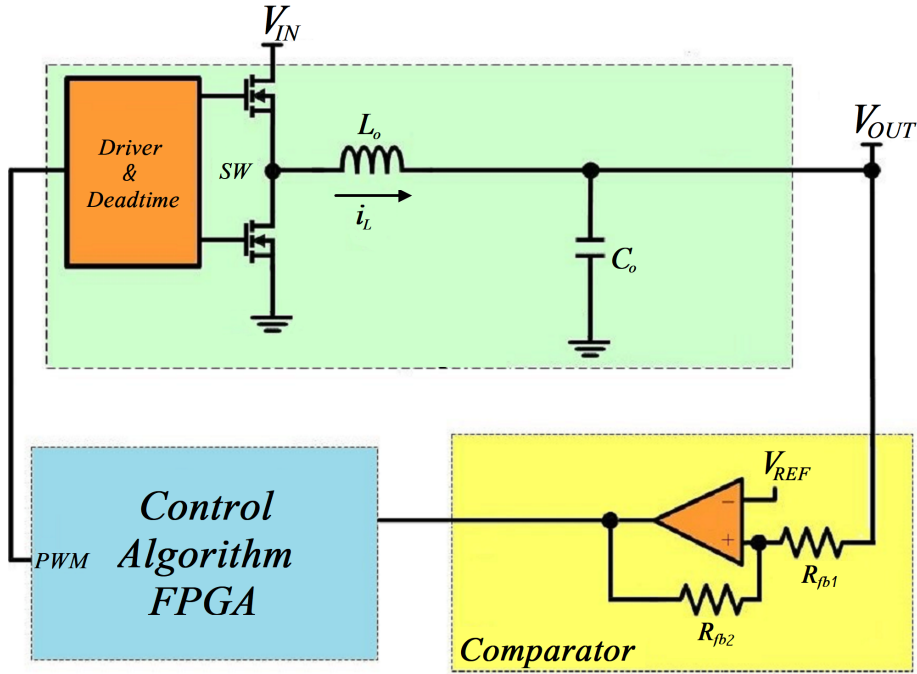 V_IN
Driver
&
Deadtime
SW
L_o
i_L
C_o
V_OUT
Control
Algorithm
FPGA
PWM
V_REF
−
+
R_fb1
R_fb2
Comparator